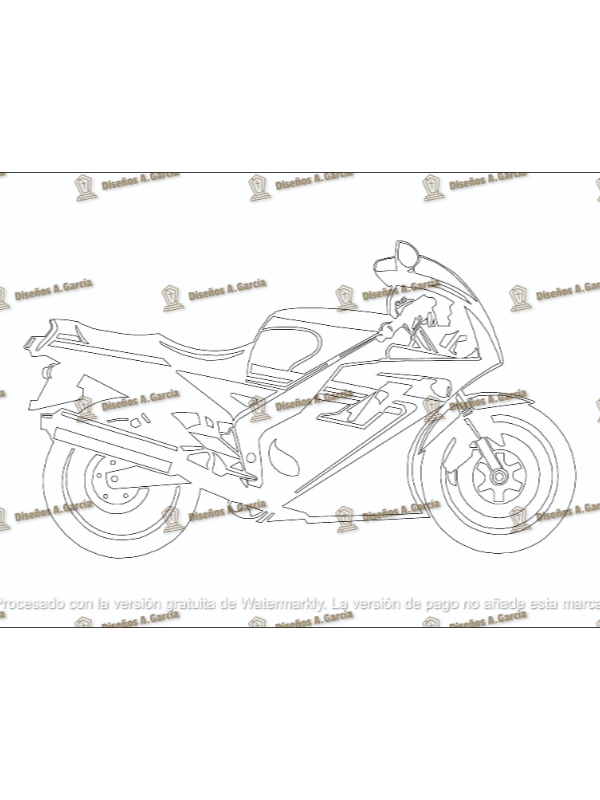 Diseños A. García Diseños A. García Diseños A. García
Diseños A. García Diseños A. García Diseños A. García Diseños A. García
Diseños A. García Diseños A. García Diseños A. García
Diseños A. García Diseños A. García Diseños A. García Diseños A. García
Procesado con la versión gratuita de Watermarkly. La versión de pago no añade esta marca
Diseños A. García Diseños A. García Diseños A. García